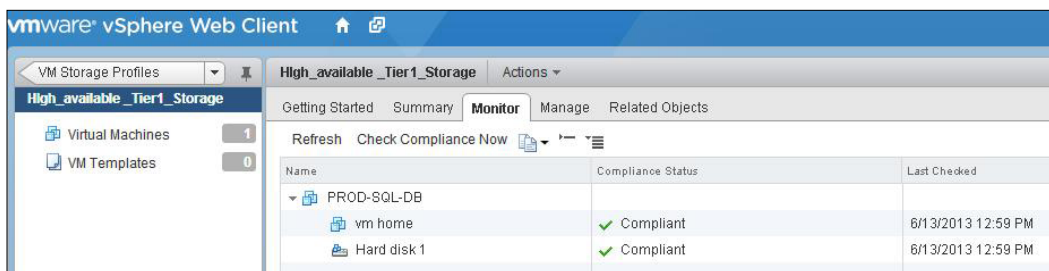 vmware® vSphere Web Client
VM Storage Profiles
HIgh_available _Tier1_Storage
Virtual Machines 1
VM Templates 0
HIgh_available _Tier1_Storage Actions
Getting Started Summary Monitor Manage Related Objects
Refresh Check Compliance Now
Name Compliance Status Last Checked
PROD-SQL-DB
vm home Compliant 6/13/2013 12:59 PM
Hard disk 1 Compliant 6/13/2013 12:59 PM